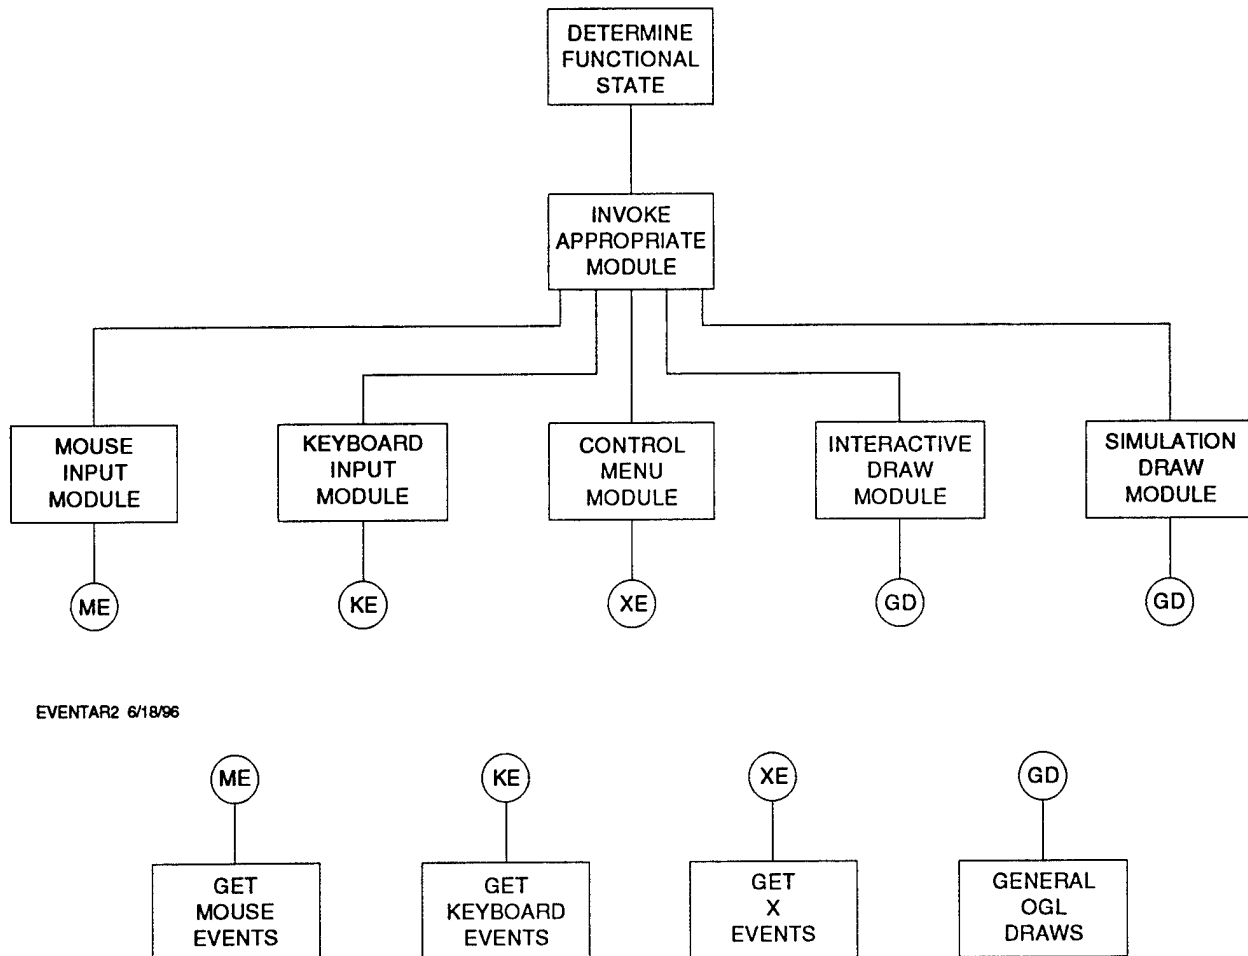 DETERMINE
FUNCTIONAL
STATE
INVOKE
APPROPRIATE
MODULE
MOUSE
INPUT
MODULE
KEYBOARD
INPUT
MODULE
CONTROL
MENU
MODULE
INTERACTIVE
DRAW
MODULE
SIMULATION
DRAW
MODULE
ME
KE
XE
GD
GD
EVENTAR2 6/18/96
ME
KE
XE
GD
GET
MOUSE
EVENTS
GET
KEYBOARD
EVENTS
GET
X
EVENTS
GENERAL
OGL
DRAWS